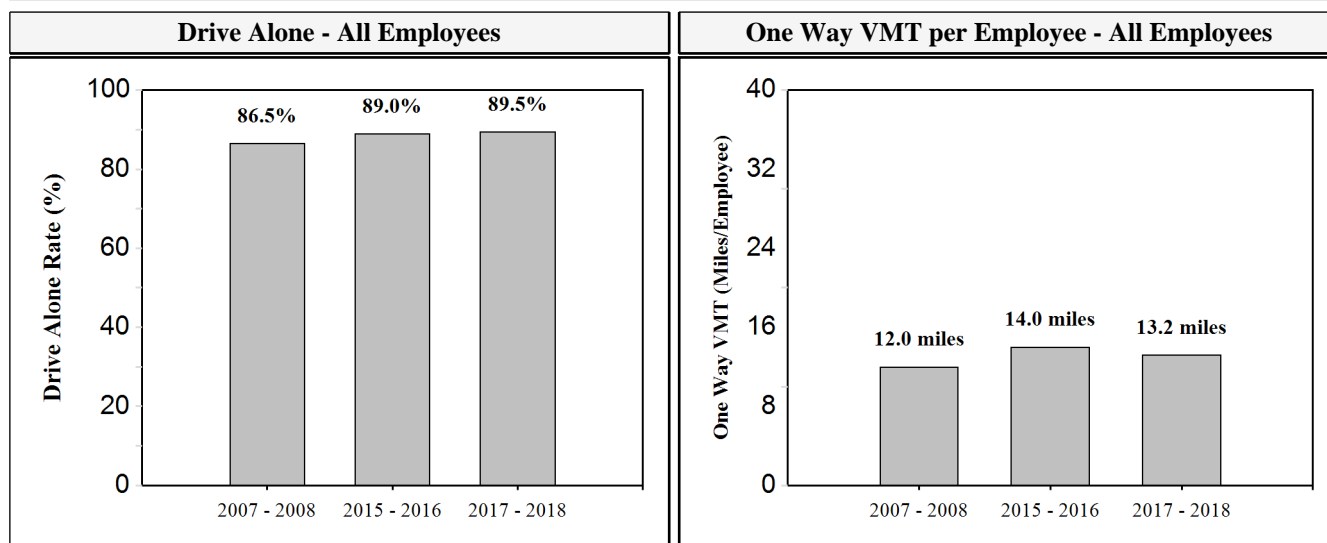 Drive Alone - All Employees
One Way VMT per Employee - All Employees
Drive Alone Rate (%)
100
80
60
40
20
0
86.5%
89.0%
89.5%
2007 - 2008
2015 - 2016
2017 - 2018
One Way VMT (Miles/Employee)
40
32
24
16
8
0
12.0 miles
14.0 miles
13.2 miles
2007 - 2008
2015 - 2016
2017 - 2018